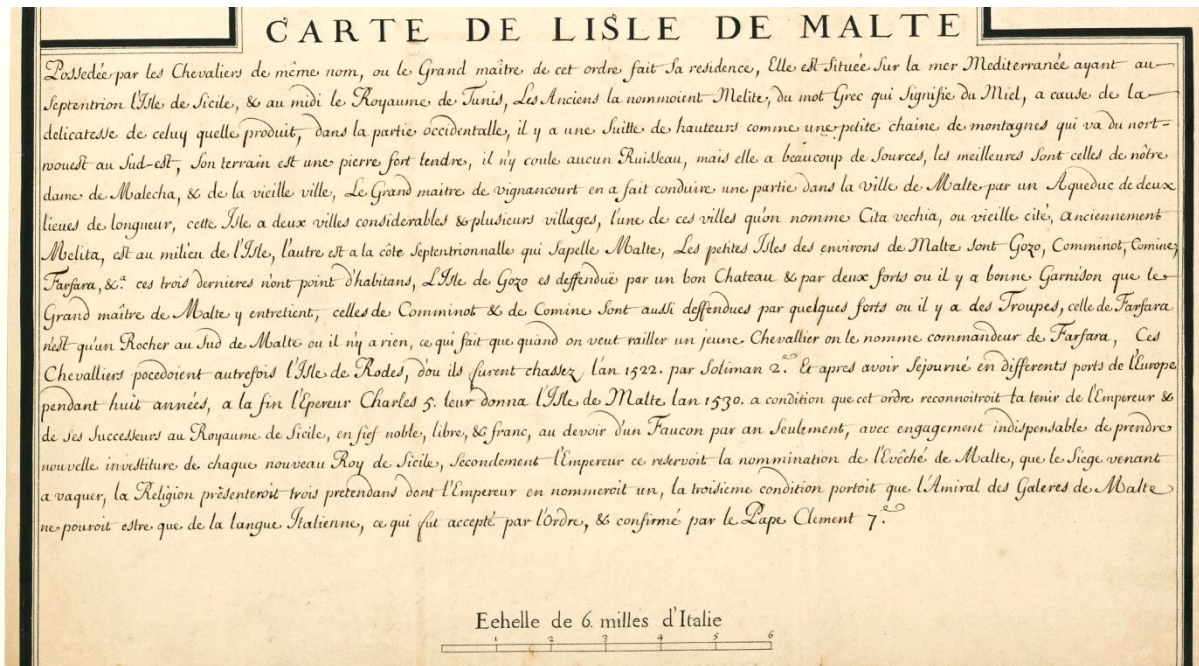 CARTE DE LISLE DE MALTE
Possedée par les Chevaliers de même nom, ou le Grand maître de cet ordre fait sa residence, Elle est située sur la mer Mediterranée ayant au
septentrion l'Isle de Sicile, & au midi le Royaume de Tunis, Les Anciens la nommoient Melite, du mot Grec qui signifie du Miel, a cause de la
delicatesse de celuy quelle produit, dans la partie occidentalle, il y a une Suitte de hauteurs comme une petite chaine de montagnes qui va du nort-
wouest au Sud-est, Son terrain est une pierre fort tendre, il n'y coule aucun Ruisseau, mais elle a beaucoup de Sources, les meilleures Sont celles de nôtre
dame de Malecha, & de la vieille ville, Le Grand maitre de vignancourt en a fait conduire une partie dans la ville de Malte par un Aqueduc de deux
lieues de longueur, cette Isle a deux villes considerables & plusieurs villages, l'une de ces villes qu'on nomme Cita vechia, ou vieille cité, anciennement
Melita, est au milieu de l'Isle, l'autre est a la côte Septentrionnalle qui Sapelle Malte, Les petites Isles des environs de Malte sont Gozo, Comminot, Comine,
Farfara, &.a ces trois dernieres n'ont point d'habitans, L'Isle de Gozo es deffenduë par un bon Chateau & par deux forts ou il y a bonne Garnison que le
Grand maître de Malte y entretient, celles de Comminot & de Comine Sont aussi deffendues par quelques forts ou il y a des Troupes, celle de Farfara
n'est qu'un Rocher au Sud de Malte ou il n'y a rien, ce qui fait que quand on veut railler un jeune Chevallier on le nomme commandeur de Farfara, Ces
Chevalliers pocedoient autrefois l'Isle de Rodes, d'ou ils furent chassez l'an 1522. par Soliman 2.e Et apres avoir Sejourné en differents ports de l'Europe
pendant huit années, a la fin l'Epereur Charles 5. leur donna l'Isle de Malte lan 1530. a condition que cet ordre reconnoitroit la tenir de l'Empereur &
de ses Successeurs au Royaume de Sicile, en fief noble, libre, & franc, au devoir d'un Faucon par an Seulement, avec engagement indispensable de prendre
nouvelle investiture de chaque nouveau Roy de Sicile, Secondement l'Empereur ce reservoit la nommination de l'Evêché de Malte, que le Siege venant
a vaquer, la Religion prèsenteroit trois pretendans dont l'Empereur en nommeroit un, la troisieme condition portoit que l'Amiral des Galeres de Malte
ne pouroit estre que de la langue Italienne, ce qui fut accepté par l'Ordre, & confirmé par le Pape Clement 7.e
Echelle de 6. milles d'Italie
1 2 3 4 5 6